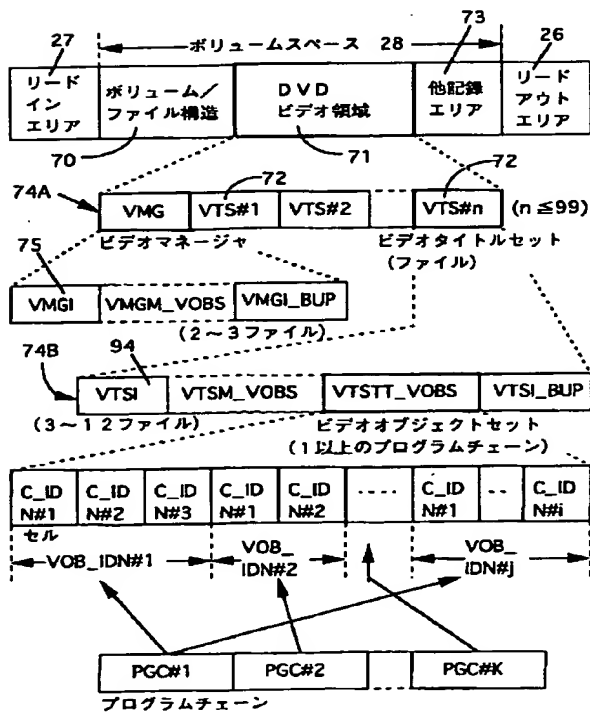 27
ボリュームスペース 28
73
26
リード
イン
エリア
ボリューム/
ファイル構造
DVD
ビデオ領域
他記録
エリア
リード
アウト
エリア
70
71
74A
72
72
VMG
VTS#1
VTS#2
VTS#n
(n≦99)
ビデオマネージャ
ビデオタイトルセット
(ファイル)
75
VMGI
VMGM_VOBS
VMGI_BUP
(2~3ファイル)
74B
94
VTSI
VTSM_VOBS
VTSTT_VOBS
VTSI_BUP
(3~12ファイル)
ビデオオブジェクトセット
(1以上のプログラムチェーン)
C_ID
N#1
C_ID
N#2
C_ID
N#3
C_ID
N#1
C_ID
N#2
C_ID
N#1
C_ID
N#i
セル
VOB_IDN#1
VOB_
IDN#2
VOB_
IDN#j
PGC#1
PGC#2
PGC#K
プログラムチェーン